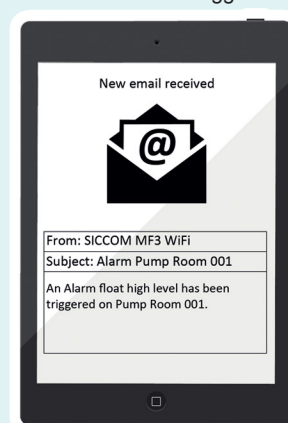 New email received
@
From: SICCOM MF3 WiFi
Subject: Alarm Pump Room 001
An Alarm float high level has been
triggered on Pump Room 001.